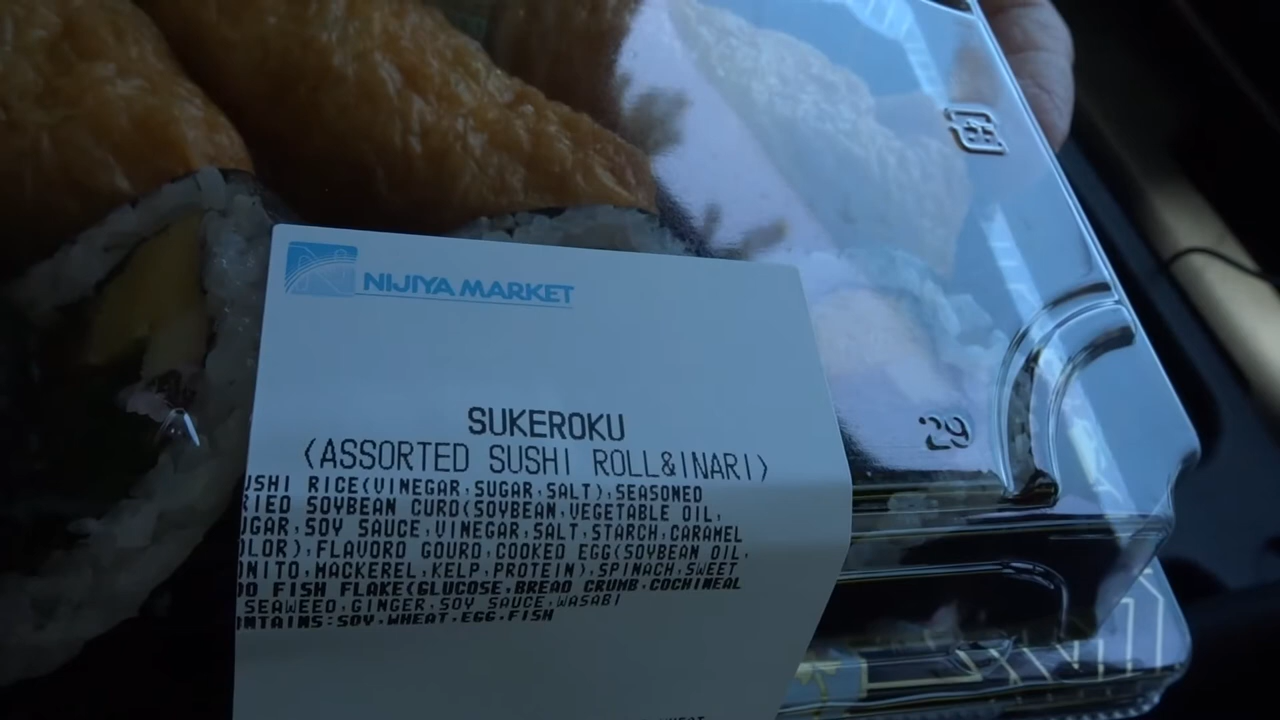 NIJIYA MARKET
SUKEROKU
(ASSORTED SUSHI ROLL&INARI)
USHI RICE(VINEGAR,SUGAR,SALT),SEASONED
RIED SOYBEAN CURD(SOYBEAN,VEGETABLE OIL,
UGAR,SOY SAUCE,VINEGAR,SALT,STARCH,CARAMEL
OLOR),FLAVORD GOURD,COOKED EGG(SOYBEAN OIL,
ONITO,MACKEREL,KELP,PROTEIN),SPINACH,SWEET
FISH FLAKE(GLUCOSE,BREAD CRUMB,COCHINEAL
SEAWEED,GINGER,SOY SAUCE,WASABI
ONTAINS:SOY,WHEAT,EGG,FISH
29